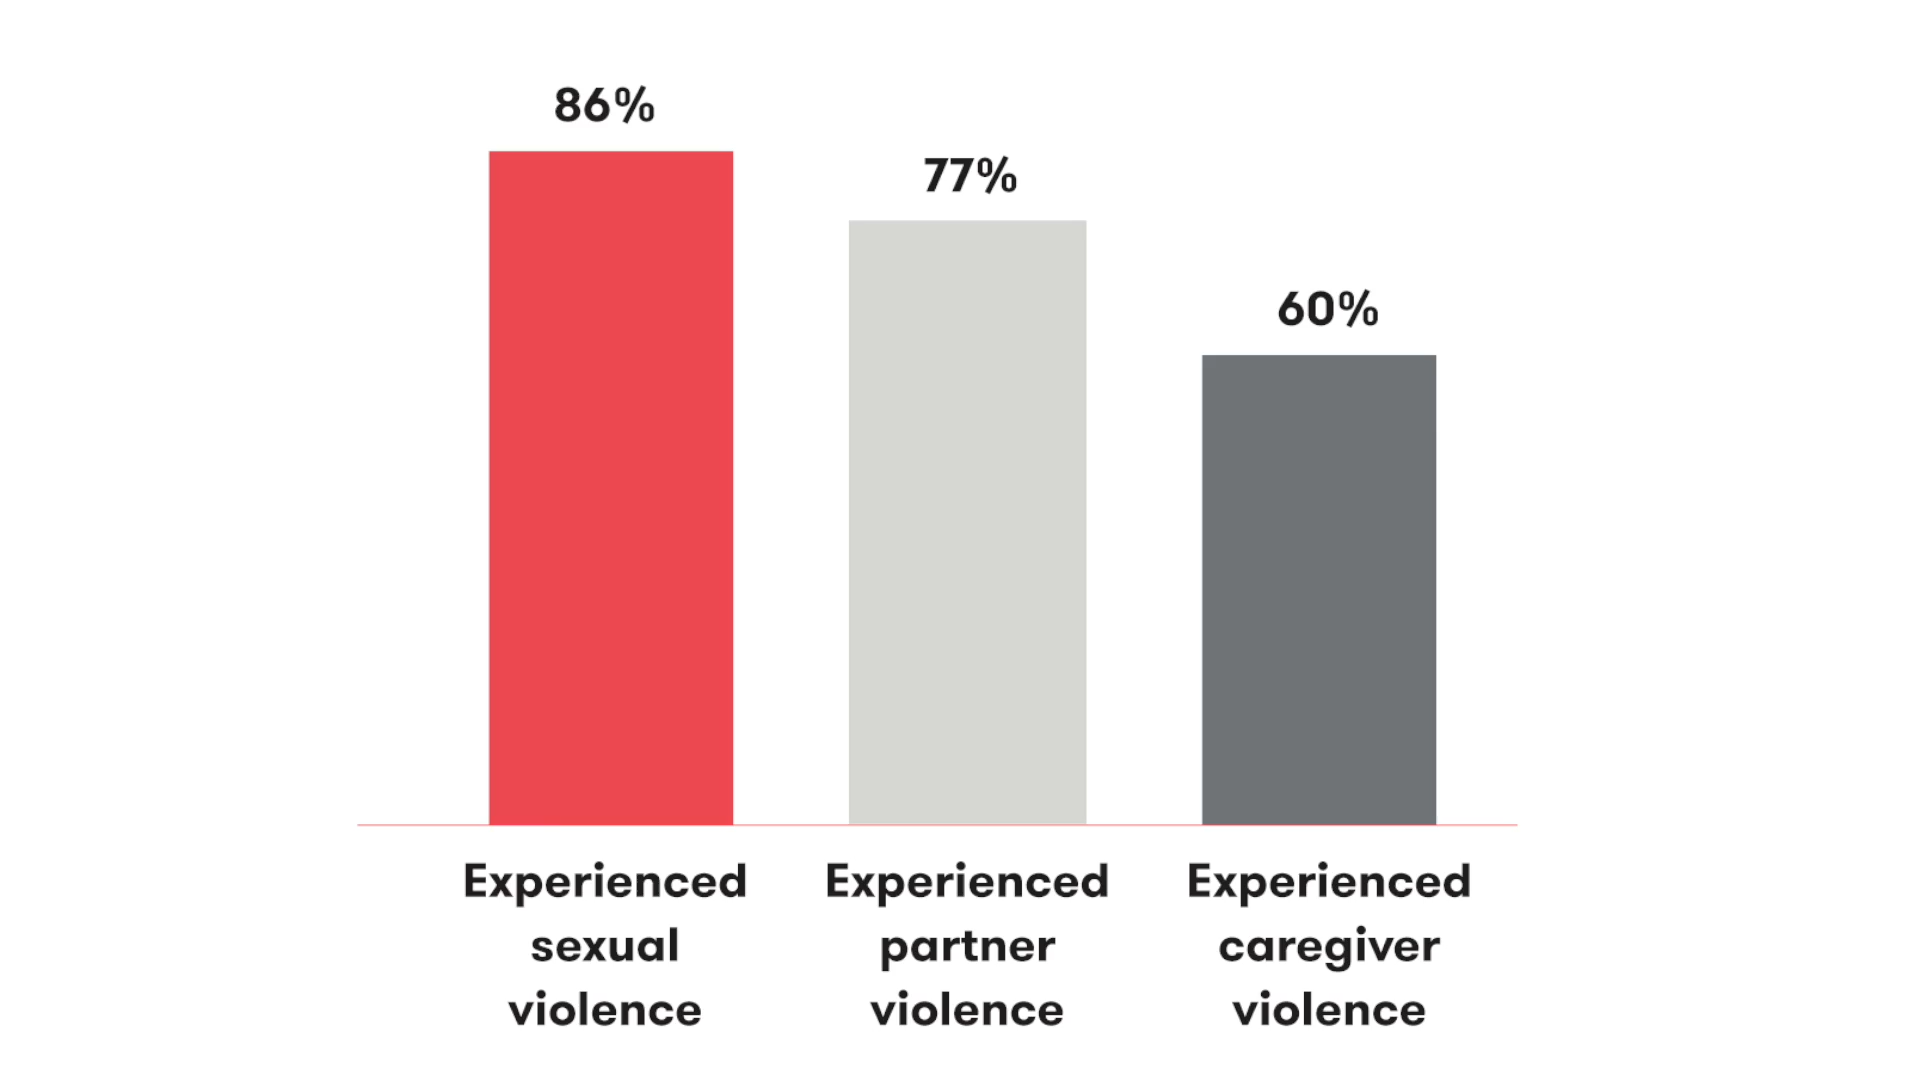 86%
77%
60%
Experienced
sexual
violence
Experienced
partner
violence
Experienced
caregiver
violence